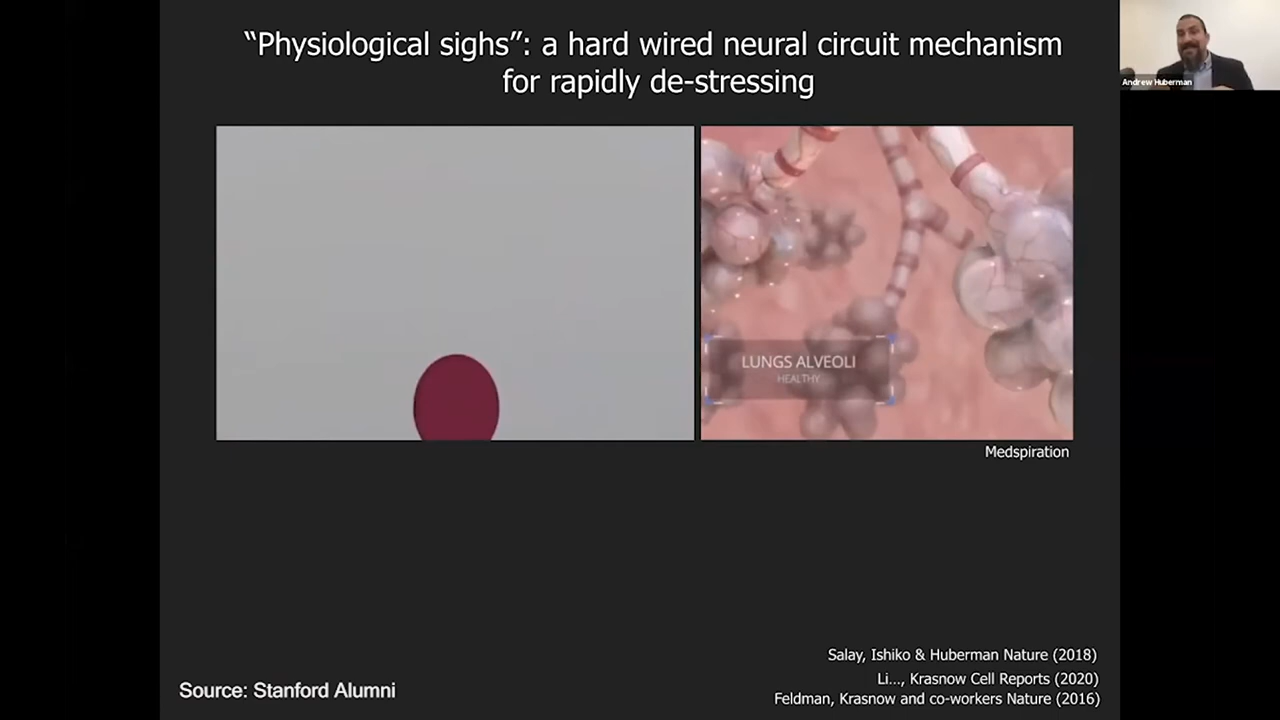 “Physiological sighs”: a hard wired neural circuit mechanism
for rapidly de-stressing
Andrew Huberman
LUNGS ALVEOLI
HEALTHY
Medspiration
Salay, Ishiko & Huberman Nature (2018)
Li..., Krasnow Cell Reports (2020)
Feldman, Krasnow and co-workers Nature (2016)
Source: Stanford Alumni